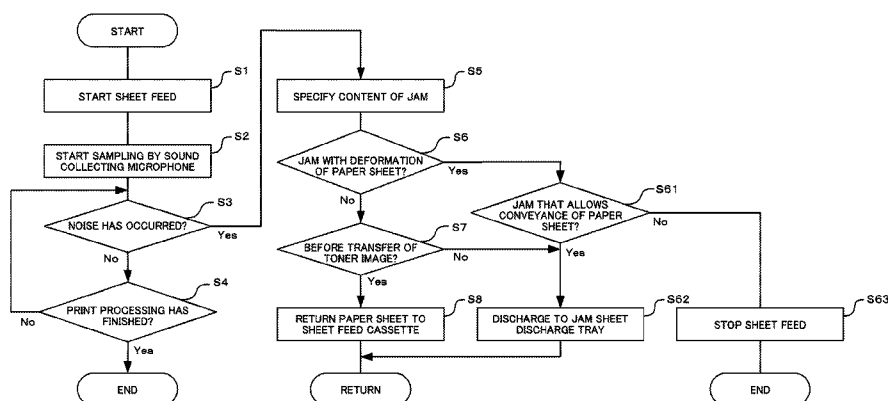 START
S1
START SHEET FEED
S2
START SAMPLING BY SOUND
COLLECTING MICROPHONE
S3
NOISE HAS OCCURRED?
Yes
No
S4
PRINT PROCESSING HAS
FINISHED?
No
Yes
END
S5
SPECIFY CONTENT OF JAM
S6
JAM WITH DEFORMATION
OF PAPER SHEET?
Yes
No
S61
JAM THAT ALLOWS
CONVEYANCE OF PAPER
SHEET?
No
Yes
S7
BEFORE TRANSFER OF
TONER IMAGE?
No
Yes
S8
RETURN PAPER SHEET TO
SHEET FEED CASSETTE
S62
DISCHARGE TO JAM SHEET
DISCHARGE TRAY
S63
STOP SHEET FEED
RETURN
END